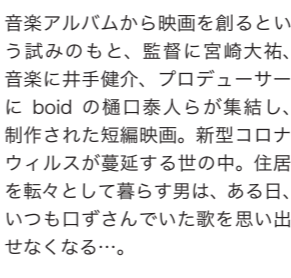 音楽アルバムから映画を創るとい
う試みのもと、監督に宮崎大祐、
音楽に井手健介、プロデューサー
に boid の樋口泰人らが集結し、
制作された短編映画。新型コロナ
ウィルスが蔓延する世の中。住居
を転々として暮らす男は、ある日、
いつも口ずさんでいた歌を思い出
せなくなる…。